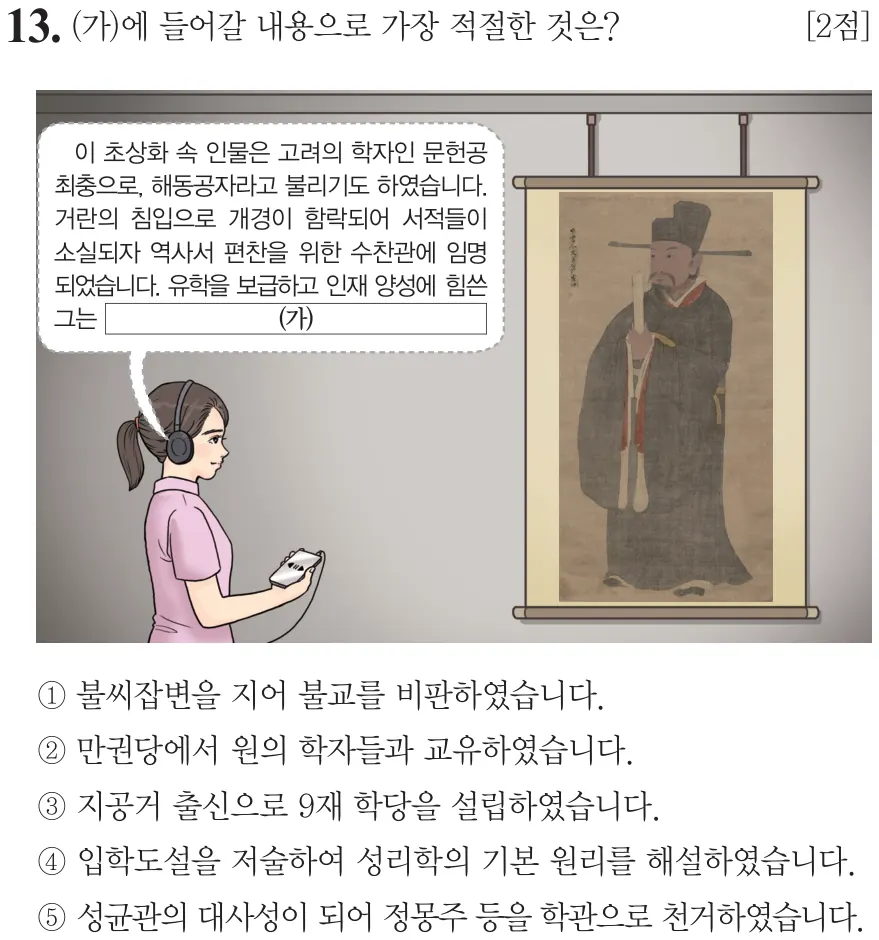 13. (가)에 들어갈 내용으로 가장 적절한 것은? [2점]
이 초상화 속 인물은 고려의 학자인 문헌공
최충으로, 해동공자라고 불리기도 하였습니다.
거란의 침입으로 개경이 함락되어 서적들이
소실되자 역사서 편찬을 위한 수찬관에 임명
되었습니다. 유학을 보급하고 인재 양성에 힘쓴
그는 (가)
① 불씨잡변을 지어 불교를 비판하였습니다.
② 만권당에서 원의 학자들과 교유하였습니다.
③ 지공거 출신으로 9재 학당을 설립하였습니다.
④ 입학도설을 저술하여 성리학의 기본 원리를 해설하였습니다.
⑤ 성균관의 대사성이 되어 정몽주 등을 학관으로 천거하였습니다.